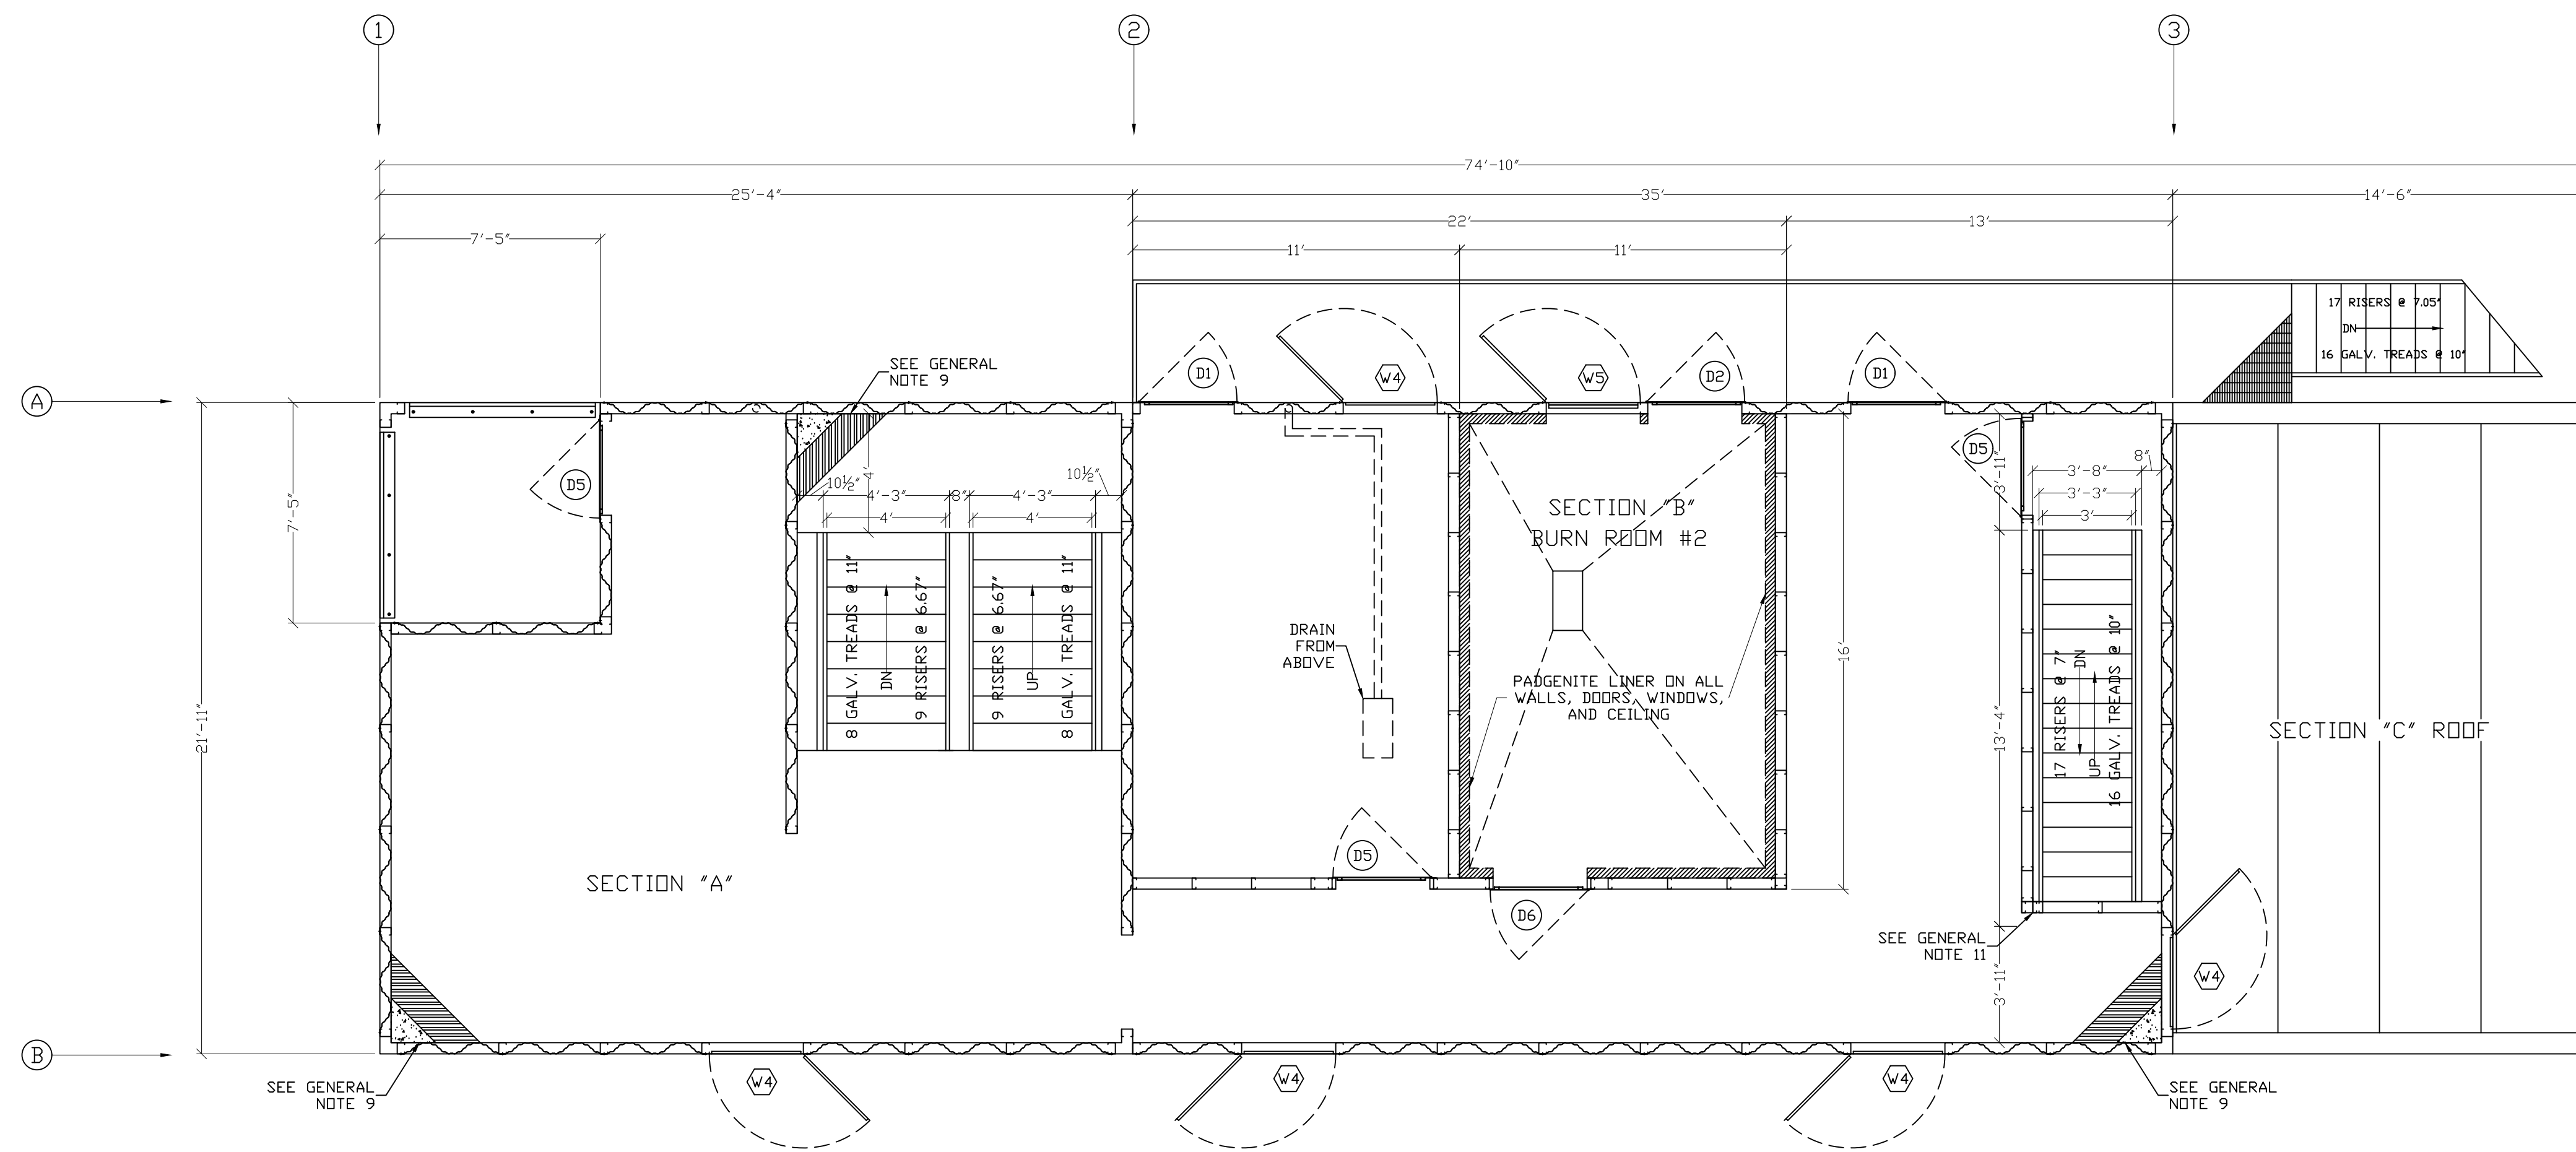 1
2
3
74'-10"
25'-4"
35'
14'-6"
22'
13'
7'-5"
11'
11'
17 RISERS @ 7.05"
DN
16 GALV. TREADS @ 10"
SEE GENERAL
NOTE 9
D1
W4
W5
D2
D1
A
D5
D5
3'-11"
8"
3'-8"
3'-3"
3'
4'
10½"
4'-3"
8"
4'-3"
10½"
4'
4'
7'-5"
SECTION "B"
BURN ROOM #2
8 GALV. TREADS @ 11"
DN
9 RISERS @ 6.67"
9 RISERS @ 6.67"
UP
8 GALV. TREADS @ 11"
DRAIN
FROM
ABOVE
16'
17 RISERS @ 7"
DN
UP
16 GALV. TREADS @ 10"
PADGENITE LINER ON ALL
WALLS, DOORS, WINDOWS,
AND CEILING
21'-11"
13'-4"
SECTION "C" ROOF
D5
SECTION "A"
D6
SEE GENERAL
NOTE 11
3'-11"
W4
B
SEE GENERAL
NOTE 9
W4
W4
W4
SEE GENERAL
NOTE 9